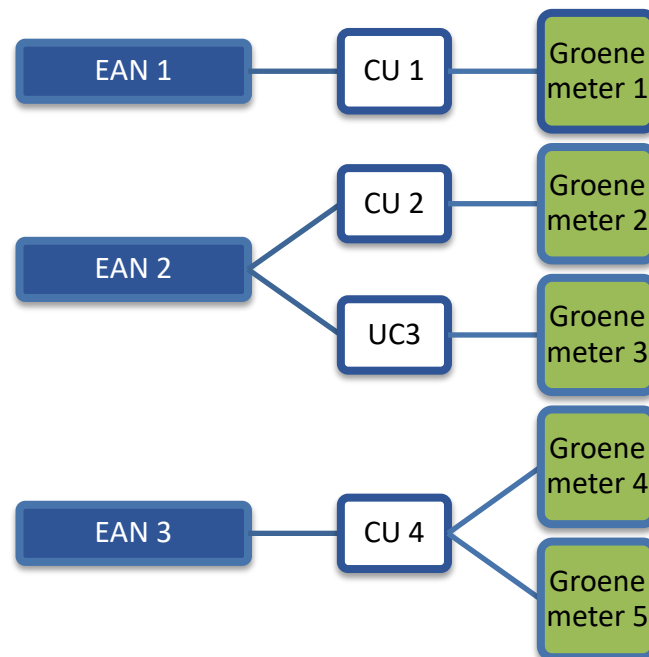 EAN 1
CU 1
Groene
meter 1
EAN 2
CU 2
Groene
meter 2
UC3
Groene
meter 3
EAN 3
CU 4
Groene
meter 4
Groene
meter 5